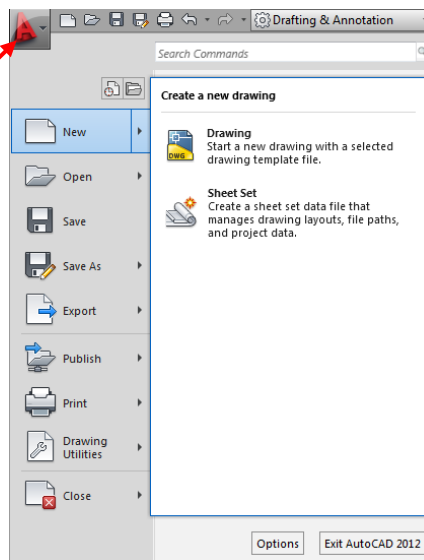 Drafting & Annotation
Search Commands
Create a new drawing
New
Drawing
Start a new drawing with a selected
drawing template file.
Open
Sheet Set
Create a sheet set data file that
manages drawing layouts, file paths,
and project data.
Save
Save As
Export
Publish
Print
Drawing
Utilities
Close
Options
Exit AutoCAD 2012